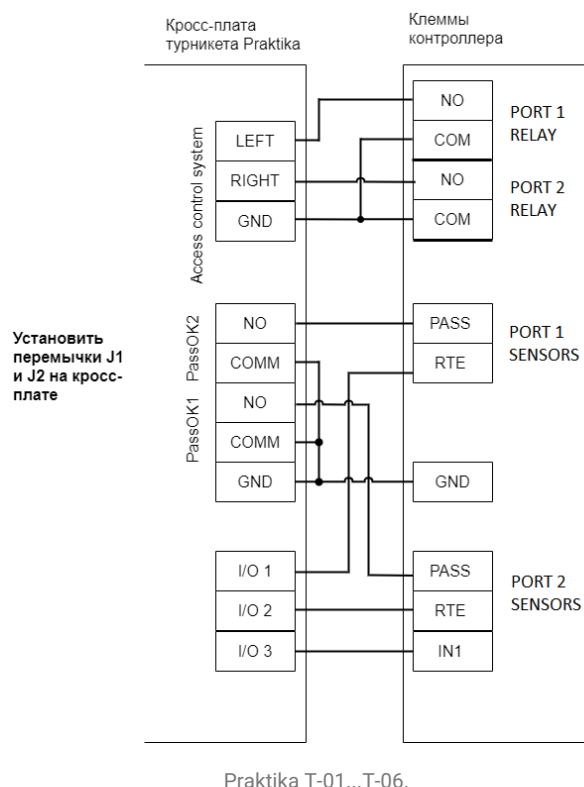 Кросс-плата
турникета Praktika
Клеммы
контроллера
Access control system
LEFT
RIGHT
GND
NO
COM
NO
COM
PORT 1
RELAY
PORT 2
RELAY
Установить
перемычки J1
и J2 на кросс-
плате
PassOK2
PassOK1
NO
COMM
NO
COMM
GND
PASS
RTE
PORT 1
SENSORS
GND
I/O 1
I/O 2
I/O 3
PASS
RTE
IN1
PORT 2
SENSORS
Praktika T-01...T-06.